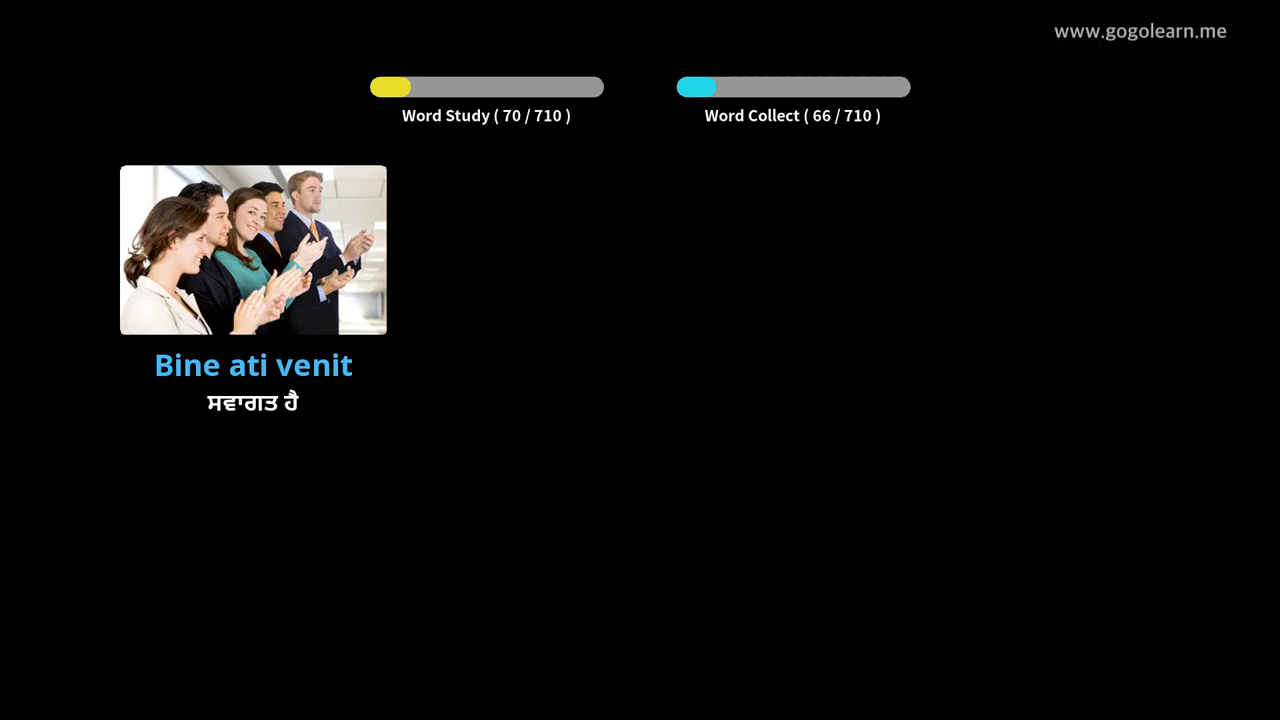 www.gogolearn.me
Word Study ( 70 / 710 )
Word Collect ( 66 / 710 )
Bine ati venit
ਸਵਾਗਤ ਹੈ